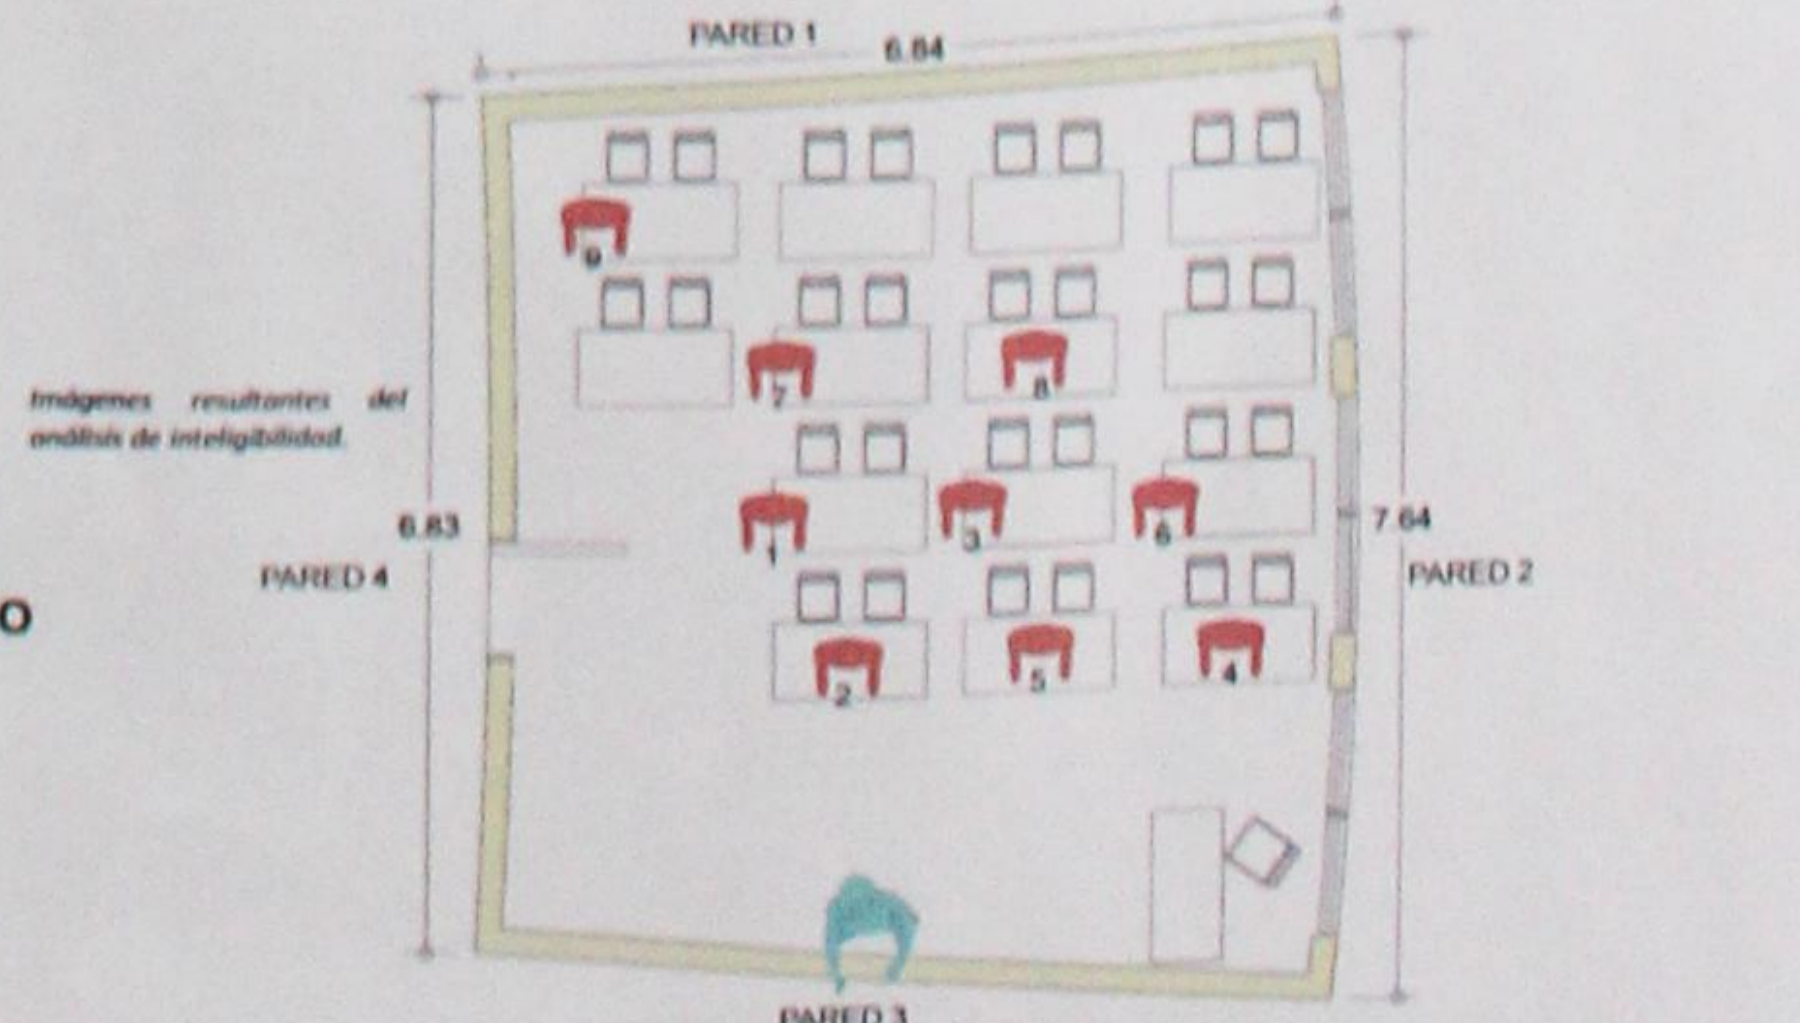 PARED 1
6.84
9
7
8
Imágenes resultantes del
análisis de inteligibilidad.
1
3
6
6.83
7.64
PARED 4
PARED 2
O
2
5
4
PARED 3